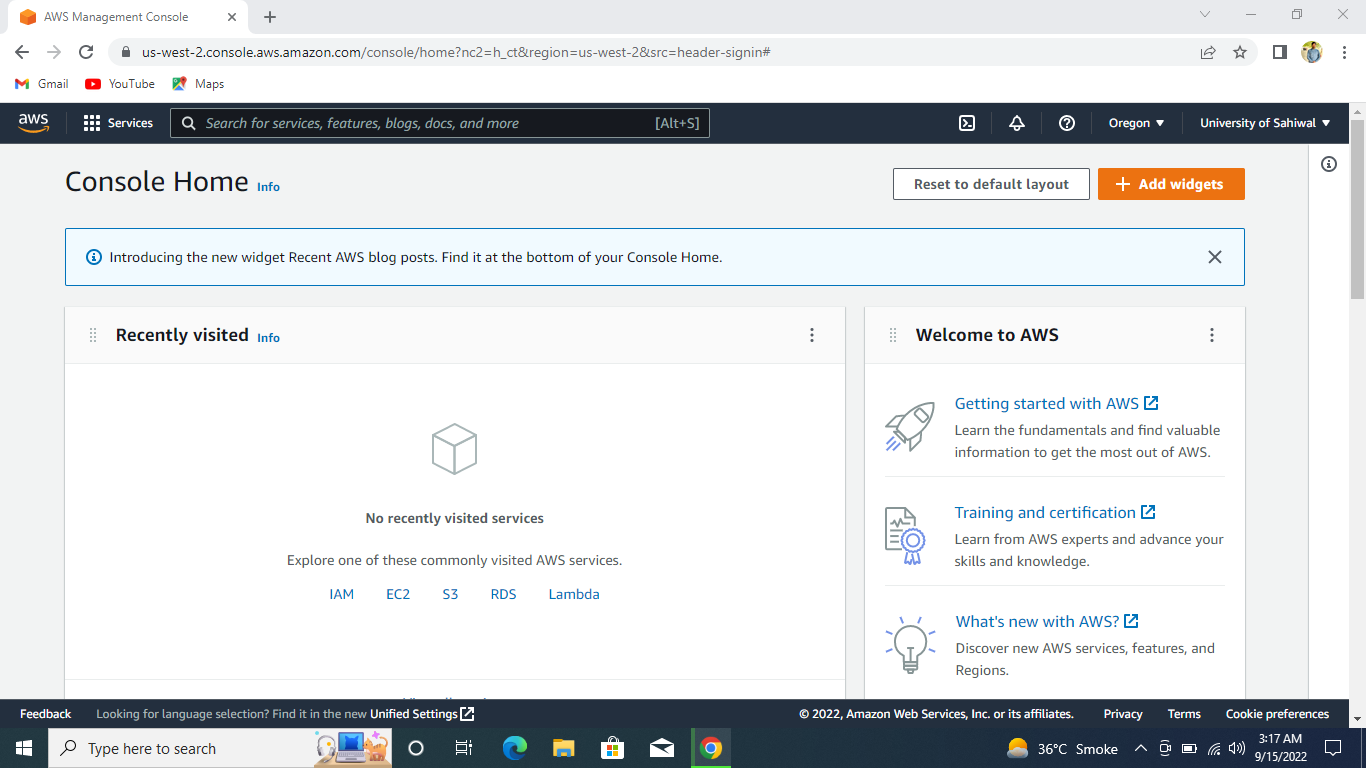 AWS Management Console
us-west-2.console.aws.amazon.com/console/home?nc2=h_ct&region=us-west-2&src=header-signin#
Gmail YouTube Maps
aws Services Search for services, features, blogs, docs, and more [Alt+S] Oregon University of Sahiwal
Console Home Info Reset to default layout Add widgets
Introducing the new widget Recent AWS blog posts. Find it at the bottom of your Console Home.
Recently visited Info
No recently visited services
Explore one of these commonly visited AWS services.
IAM EC2 S3 RDS Lambda
Welcome to AWS
Getting started with AWS
Learn the fundamentals and find valuable
information to get the most out of AWS.
Training and certification
Learn from AWS experts and advance your
skills and knowledge.
What's new with AWS?
Discover new AWS services, features, and
Regions.
Feedback Looking for language selection? Find it in the new Unified Settings © 2022, Amazon Web Services, Inc. or its affiliates. Privacy Terms Cookie preferences
Type here to search 36°C Smoke 3:17 AM
9/15/2022